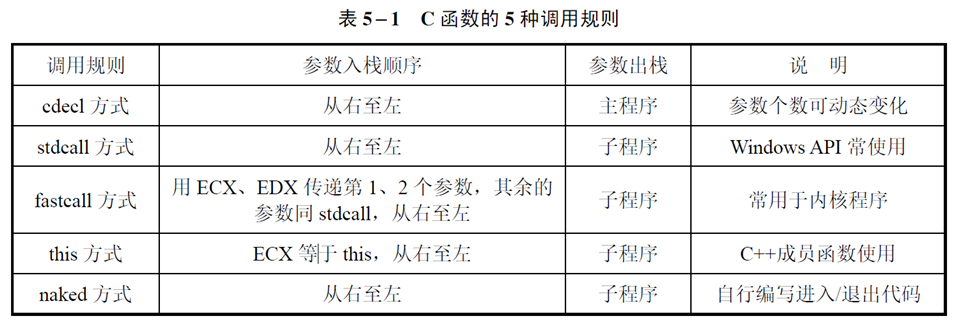 表 5-1 C 函数的 5 种调用规则
调用规则 参数入栈顺序 参数出栈 说 明
cdecl 方式 从右至左 主程序 参数个数可动态变化
stdcall 方式 从右至左 子程序 Windows API 常使用
fastcall 方式 用 ECX、EDX 传递第 1、2 个参数，其余的
参数同 stdcall，从右至左 子程序 常用于内核程序
this 方式 ECX 等于 this，从右至左 子程序 C++成员函数使用
naked 方式 从右至左 子程序 自行编写进入/退出代码